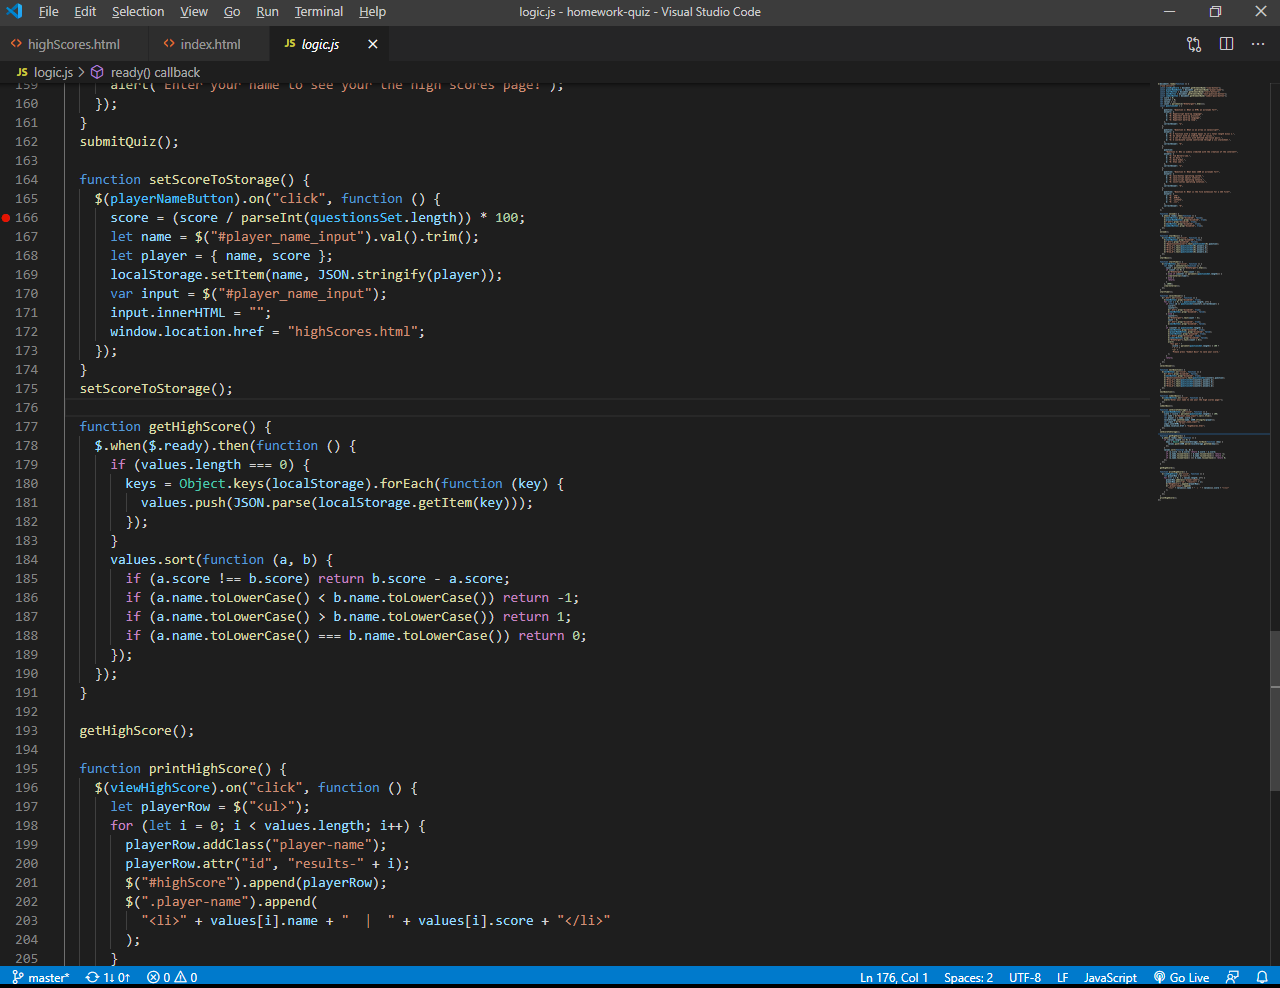 File Edit Selection View Go Run Terminal Help logic.js - homework-quiz - Visual Studio Code
highScores.html index.html JS logic.js
JS logic.js > ready() callback
159 alert("Enter your name to see your the high scores page!");
160 });
161 }
162 submitQuiz();
163
164 function setScoreToStorage() {
165 $(playerNameButton).on("click", function () {
166 score = (score / parseInt(questionsSet.length)) * 100;
167 let name = $("#player_name_input").val().trim();
168 let player = { name, score };
169 localStorage.setItem(name, JSON.stringify(player));
170 var input = $("#player_name_input");
171 input.innerHTML = "";
172 window.location.href = "highScores.html";
173 });
174 }
175 setScoreToStorage();
176
177 function getHighScore() {
178 $.when($.ready).then(function () {
179 if (values.length === 0) {
180 keys = Object.keys(localStorage).forEach(function (key) {
181 values.push(JSON.parse(localStorage.getItem(key)));
182 });
183 }
184 values.sort(function (a, b) {
185 if (a.score !== b.score) return b.score - a.score;
186 if (a.name.toLowerCase() < b.name.toLowerCase()) return -1;
187 if (a.name.toLowerCase() > b.name.toLowerCase()) return 1;
188 if (a.name.toLowerCase() === b.name.toLowerCase()) return 0;
189 });
190 });
191 }
192
193 getHighScore();
194
195 function printHighScore() {
196 $(viewHighScore).on("click", function () {
197 let playerRow = $("<ul>");
198 for (let i = 0; i < values.length; i++) {
199 playerRow.addClass("player-name");
200 playerRow.attr("id", "results-" + i);
201 $("#highScore").append(playerRow);
202 $(".player-name").append(
203 "<li>" + values[i].name + "  |  " + values[i].score + "</li>"
204 );
205 }
master* 1↓ 0↑ 0 0 Ln 176, Col 1 Spaces: 2 UTF-8 LF JavaScript Go Live